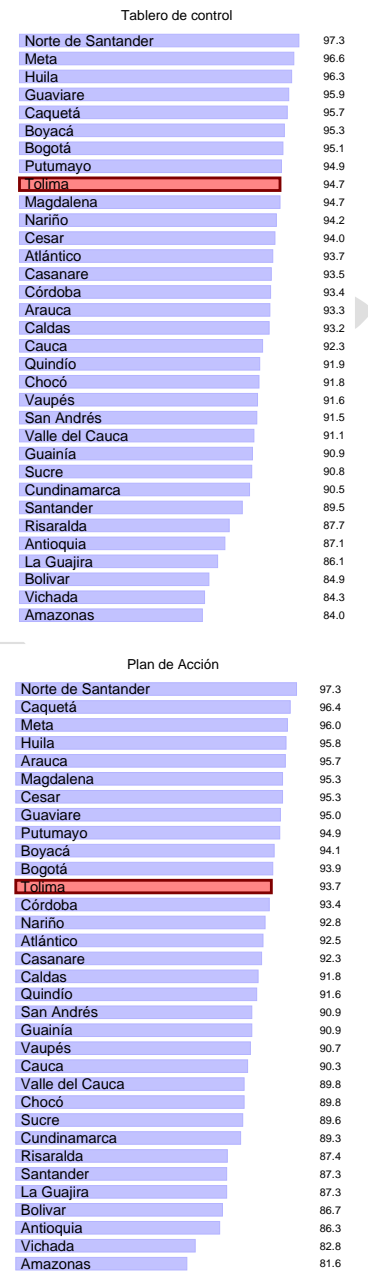 Tablero de control
Norte de Santander 97.3
Meta 96.6
Huila 96.3
Guaviare 95.9
Caquetá 95.7
Boyacá 95.3
Bogotá 95.1
Putumayo 94.9
Tolima 94.7
Magdalena 94.7
Nariño 94.2
Cesar 94.0
Atlántico 93.7
Casanare 93.5
Córdoba 93.4
Arauca 93.3
Caldas 93.2
Cauca 92.3
Quindío 91.9
Chocó 91.8
Vaupés 91.6
San Andrés 91.5
Valle del Cauca 91.1
Guainía 90.9
Sucre 90.8
Cundinamarca 90.5
Santander 89.5
Risaralda 87.7
Antioquia 87.1
La Guajira 86.1
Bolivar 84.9
Vichada 84.3
Amazonas 84.0
Plan de Acción
Norte de Santander 97.3
Caquetá 96.4
Meta 96.0
Huila 95.8
Arauca 95.7
Magdalena 95.3
Cesar 95.3
Guaviare 95.0
Putumayo 94.9
Boyacá 94.1
Bogotá 93.9
Tolima 93.7
Córdoba 93.4
Nariño 92.8
Atlántico 92.5
Casanare 92.3
Caldas 91.8
Quindío 91.6
San Andrés 90.9
Guainía 90.9
Vaupés 90.7
Cauca 90.3
Valle del Cauca 89.8
Chocó 89.8
Sucre 89.6
Cundinamarca 89.3
Risaralda 87.4
Santander 87.3
La Guajira 87.3
Bolivar 86.7
Antioquia 86.3
Vichada 82.8
Amazonas 81.6